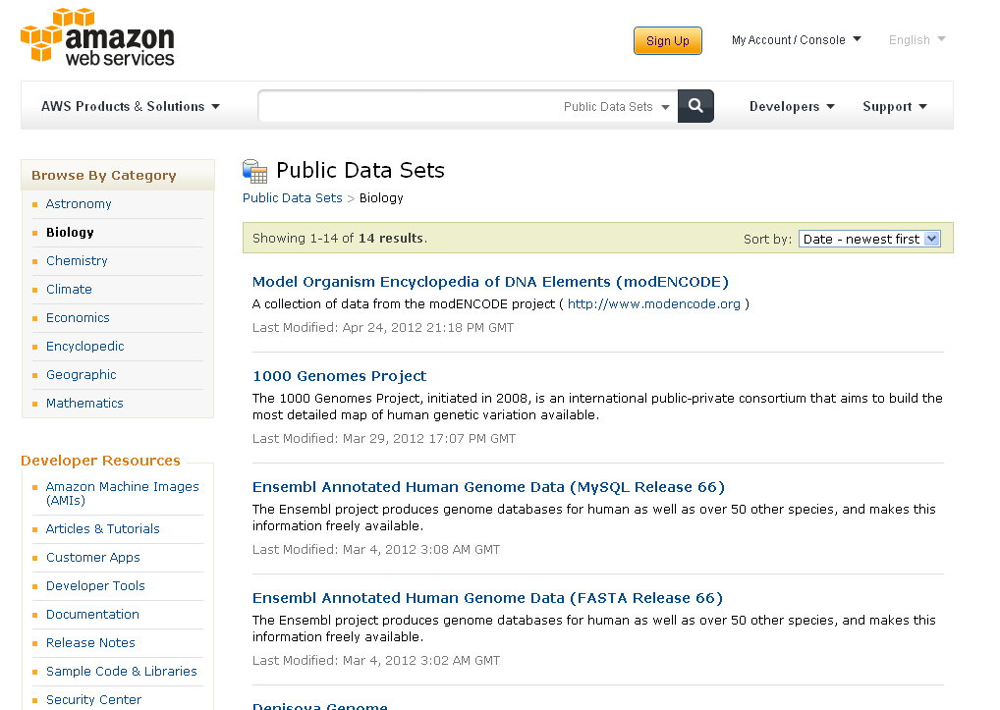 amazon
web services
Sign Up
My Account / Console
English
AWS Products & Solutions
Public Data Sets
Developers
Support
Browse By Category
Astronomy
Biology
Chemistry
Climate
Economics
Encyclopedic
Geographic
Mathematics
Developer Resources
Amazon Machine Images
(AMIs)
Articles & Tutorials
Customer Apps
Developer Tools
Documentation
Release Notes
Sample Code & Libraries
Security Center
Public Data Sets
Public Data Sets > Biology
Showing 1-14 of 14 results.
Sort by: Date - newest first
Model Organism Encyclopedia of DNA Elements (modENCODE)
A collection of data from the modENCODE project ( http://www.modencode.org )
Last Modified: Apr 24, 2012 21:18 PM GMT
1000 Genomes Project
The 1000 Genomes Project, initiated in 2008, is an international public-private consortium that aims to build the
most detailed map of human genetic variation available.
Last Modified: Mar 29, 2012 17:07 PM GMT
Ensembl Annotated Human Genome Data (MySQL Release 66)
The Ensembl project produces genome databases for human as well as over 50 other species, and makes this
information freely available.
Last Modified: Mar 4, 2012 3:08 AM GMT
Ensembl Annotated Human Genome Data (FASTA Release 66)
The Ensembl project produces genome databases for human as well as over 50 other species, and makes this
information freely available.
Last Modified: Mar 4, 2012 3:02 AM GMT
Denisova Genome